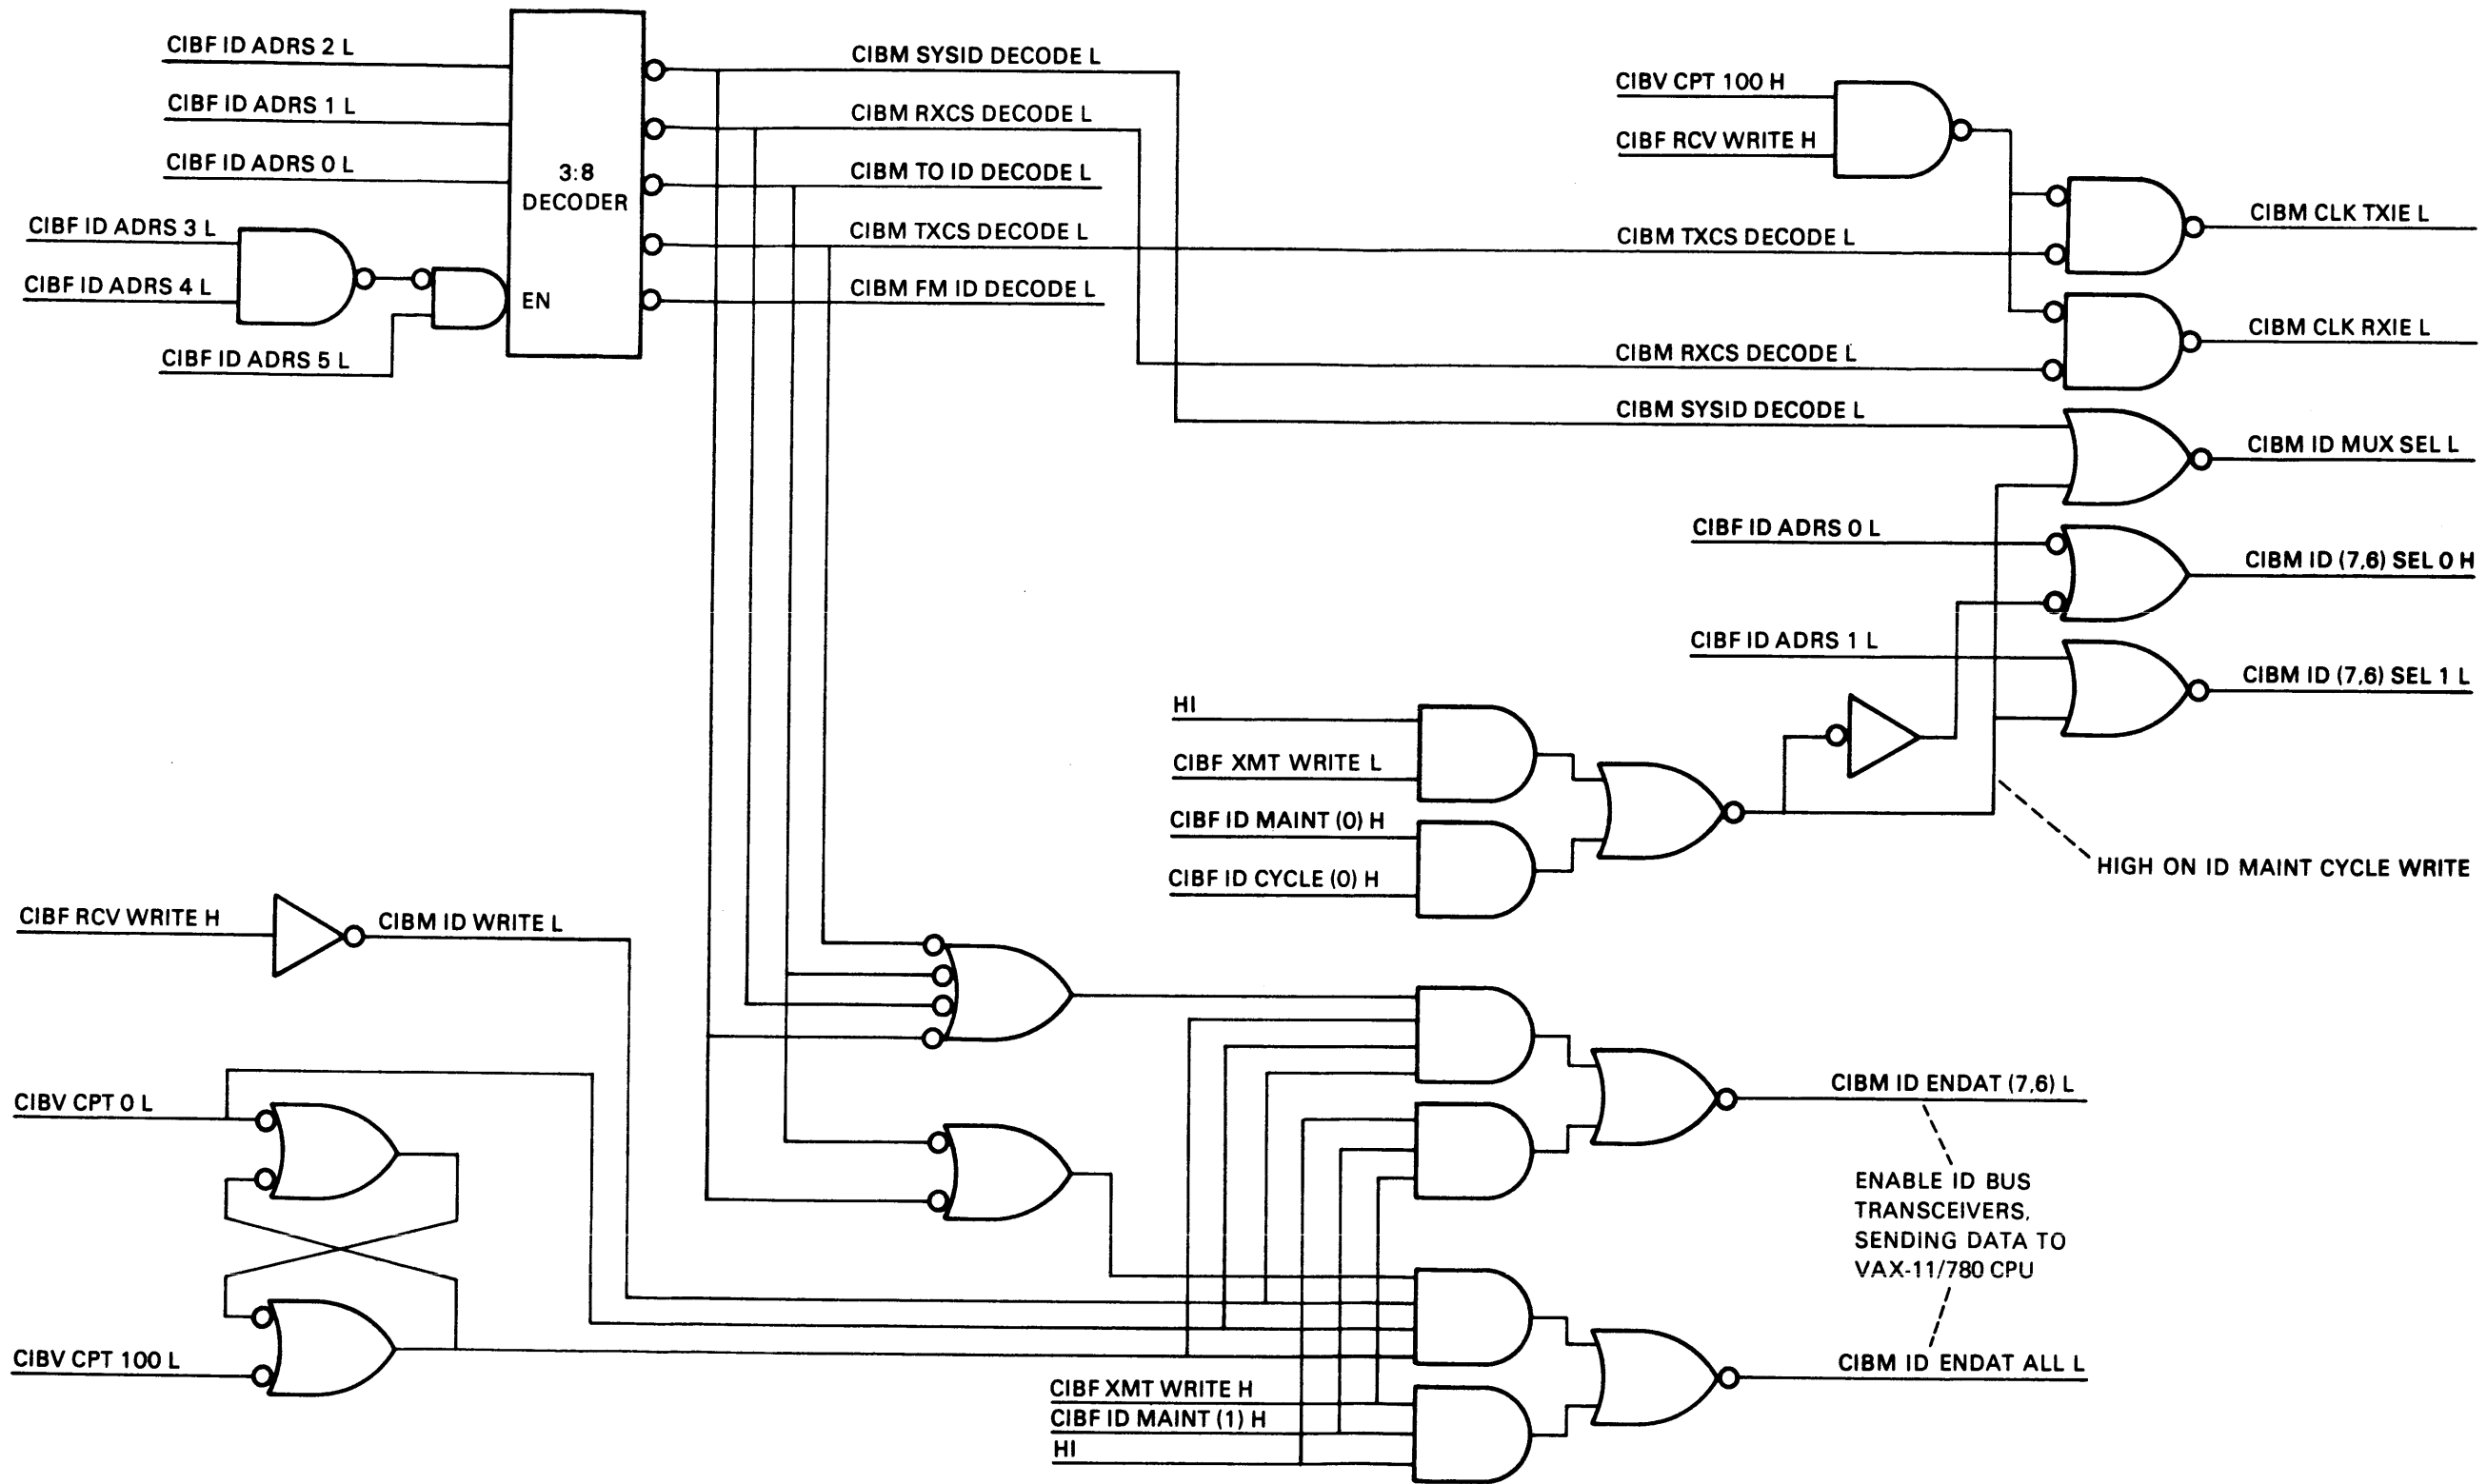 CIBF ID ADRS 2 L
CIBF ID ADRS 1 L
CIBF ID ADRS 0 L
CIBF ID ADRS 3 L
CIBF ID ADRS 4 L
CIBF ID ADRS 5 L
3:8
DECODER
EN
CIBM SYSID DECODE L
CIBM RXCS DECODE L
CIBM TO ID DECODE L
CIBM TXCS DECODE L
CIBM FM ID DECODE L
CIBV CPT 100 H
CIBF RCV WRITE H
CIBM TXCS DECODE L
CIBM RXCS DECODE L
CIBM SYSID DECODE L
CIBM CLK TXIE L
CIBM CLK RXIE L
CIBM ID MUX SEL L
CIBF ID ADRS 0 L
CIBM ID (7,6) SEL 0 H
CIBF ID ADRS 1 L
CIBM ID (7,6) SEL 1 L
HI
CIBF XMT WRITE L
CIBF ID MAINT (0) H
CIBF ID CYCLE (0) H
HIGH ON ID MAINT CYCLE WRITE
CIBF RCV WRITE H
CIBM ID WRITE L
CIBV CPT 0 L
CIBV CPT 100 L
CIBM ID ENDAT (7,6) L
ENABLE ID BUS
TRANSCEIVERS,
SENDING DATA TO
VAX-11/780 CPU
CIBM ID ENDAT ALL L
CIBF XMT WRITE H
CIBF ID MAINT (1) H
HI